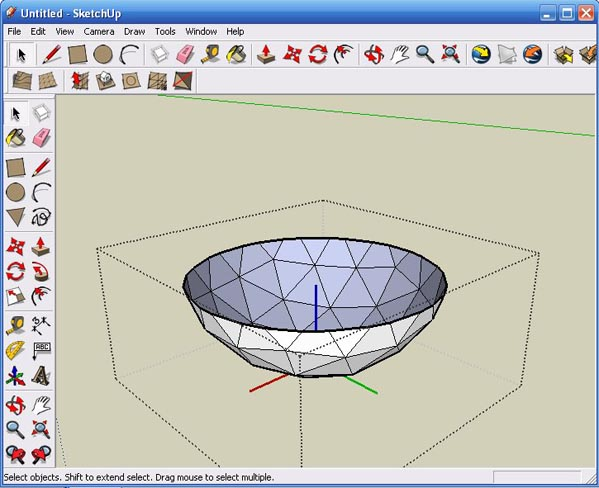 Untitled - SketchUp
File Edit View Camera Draw Tools Window Help
ABC
Select objects. Shift to extend select. Drag mouse to select multiple.